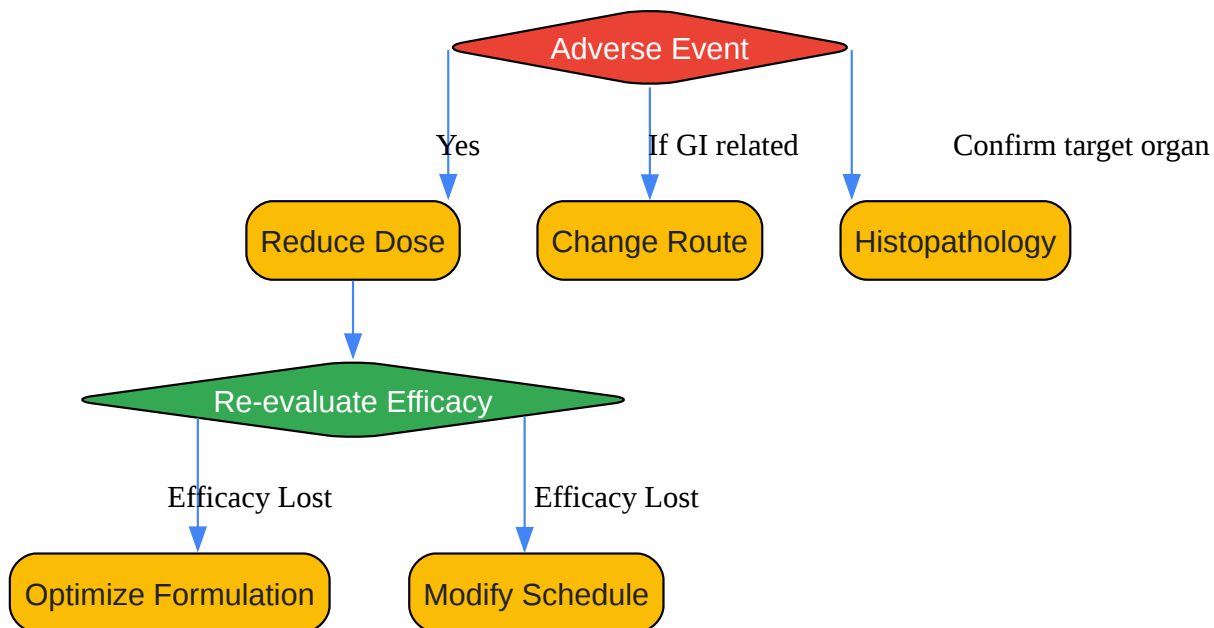 Adverse Event
Yes
If GI related
Confirm target organ
Reduce Dose
Change Route
Histopathology
Re-evaluate Efficacy
Efficacy Lost
Efficacy Lost
Optimize Formulation
Modify Schedule